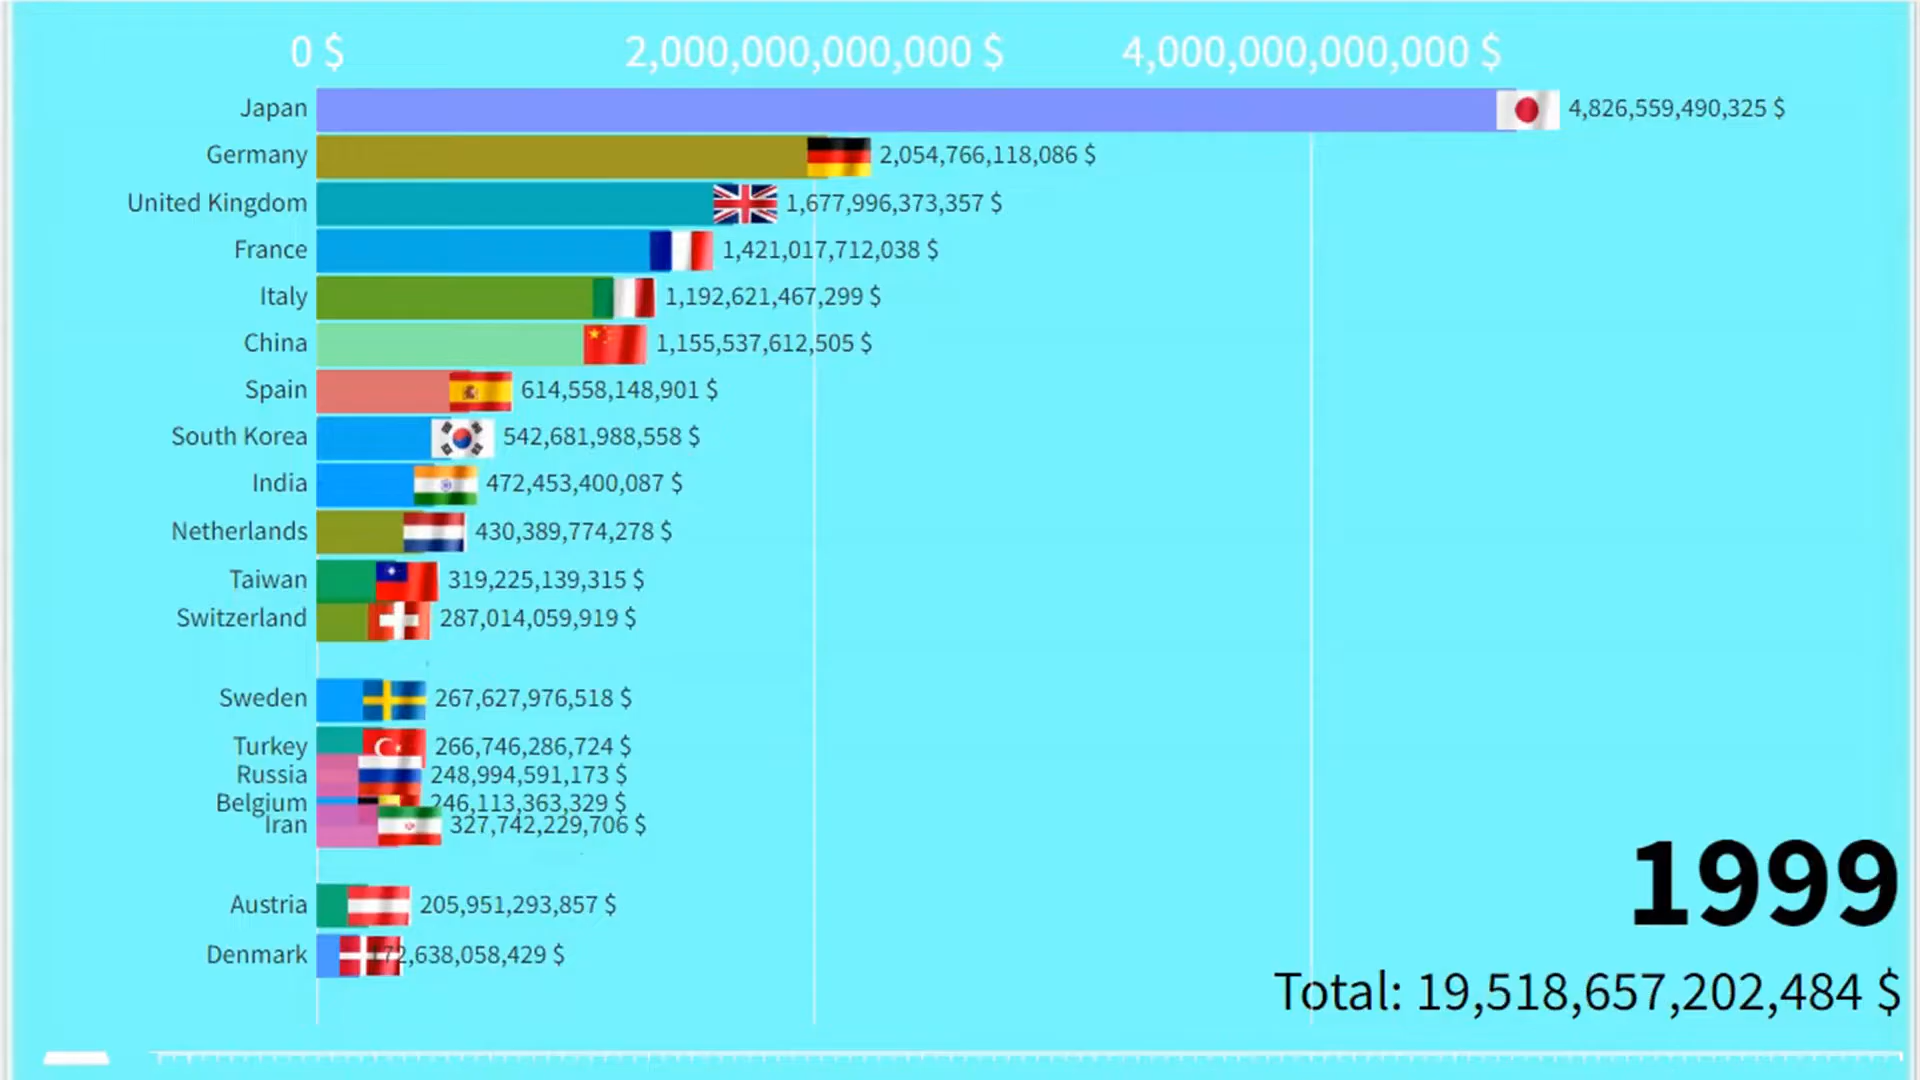 0 $ 2,000,000,000,000 $ 4,000,000,000,000 $
Japan 4,826,559,490,325 $
Germany 2,054,766,118,086 $
United Kingdom 1,677,996,373,357 $
France 1,421,017,712,038 $
Italy 1,192,621,467,299 $
China 1,155,537,612,505 $
Spain 614,558,148,901 $
South Korea 542,681,988,558 $
India 472,453,400,087 $
Netherlands 430,389,774,278 $
Taiwan 319,225,139,315 $
Switzerland 287,014,059,919 $
Sweden 267,627,976,518 $
Turkey 266,746,286,724 $
Russia 248,994,591,173 $
Belgium 246,113,363,329 $
Iran 327,742,229,706 $
Austria 205,951,293,857 $
Denmark 172,638,058,429 $
1999
Total: 19,518,657,202,484 $